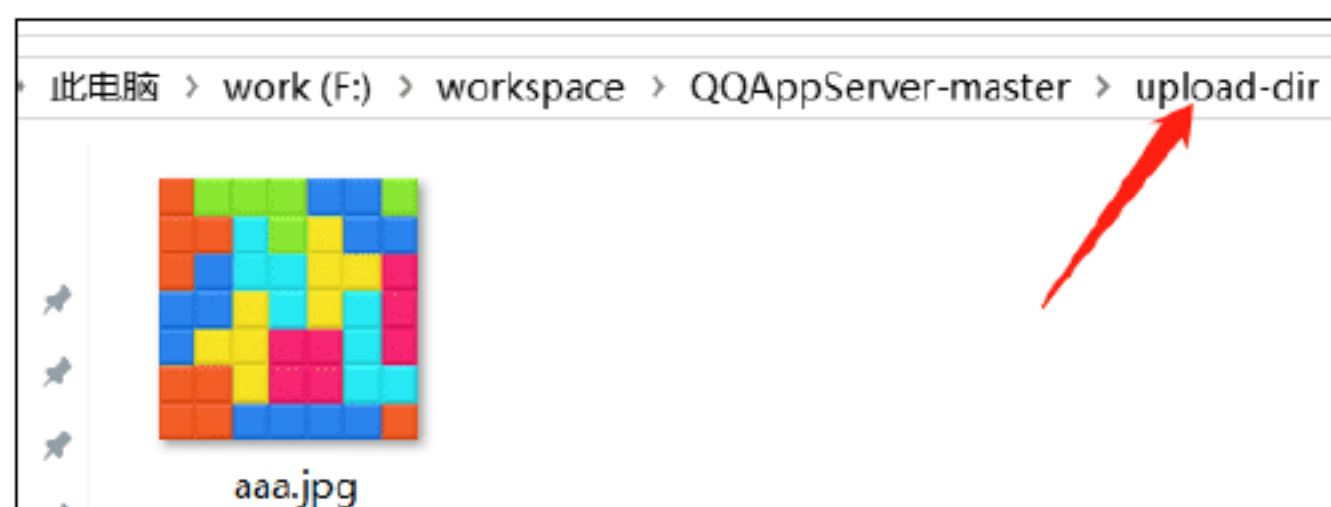 此电脑 > work (F:) > workspace > QQAppServer-master > upload-dir
aaa.jpg